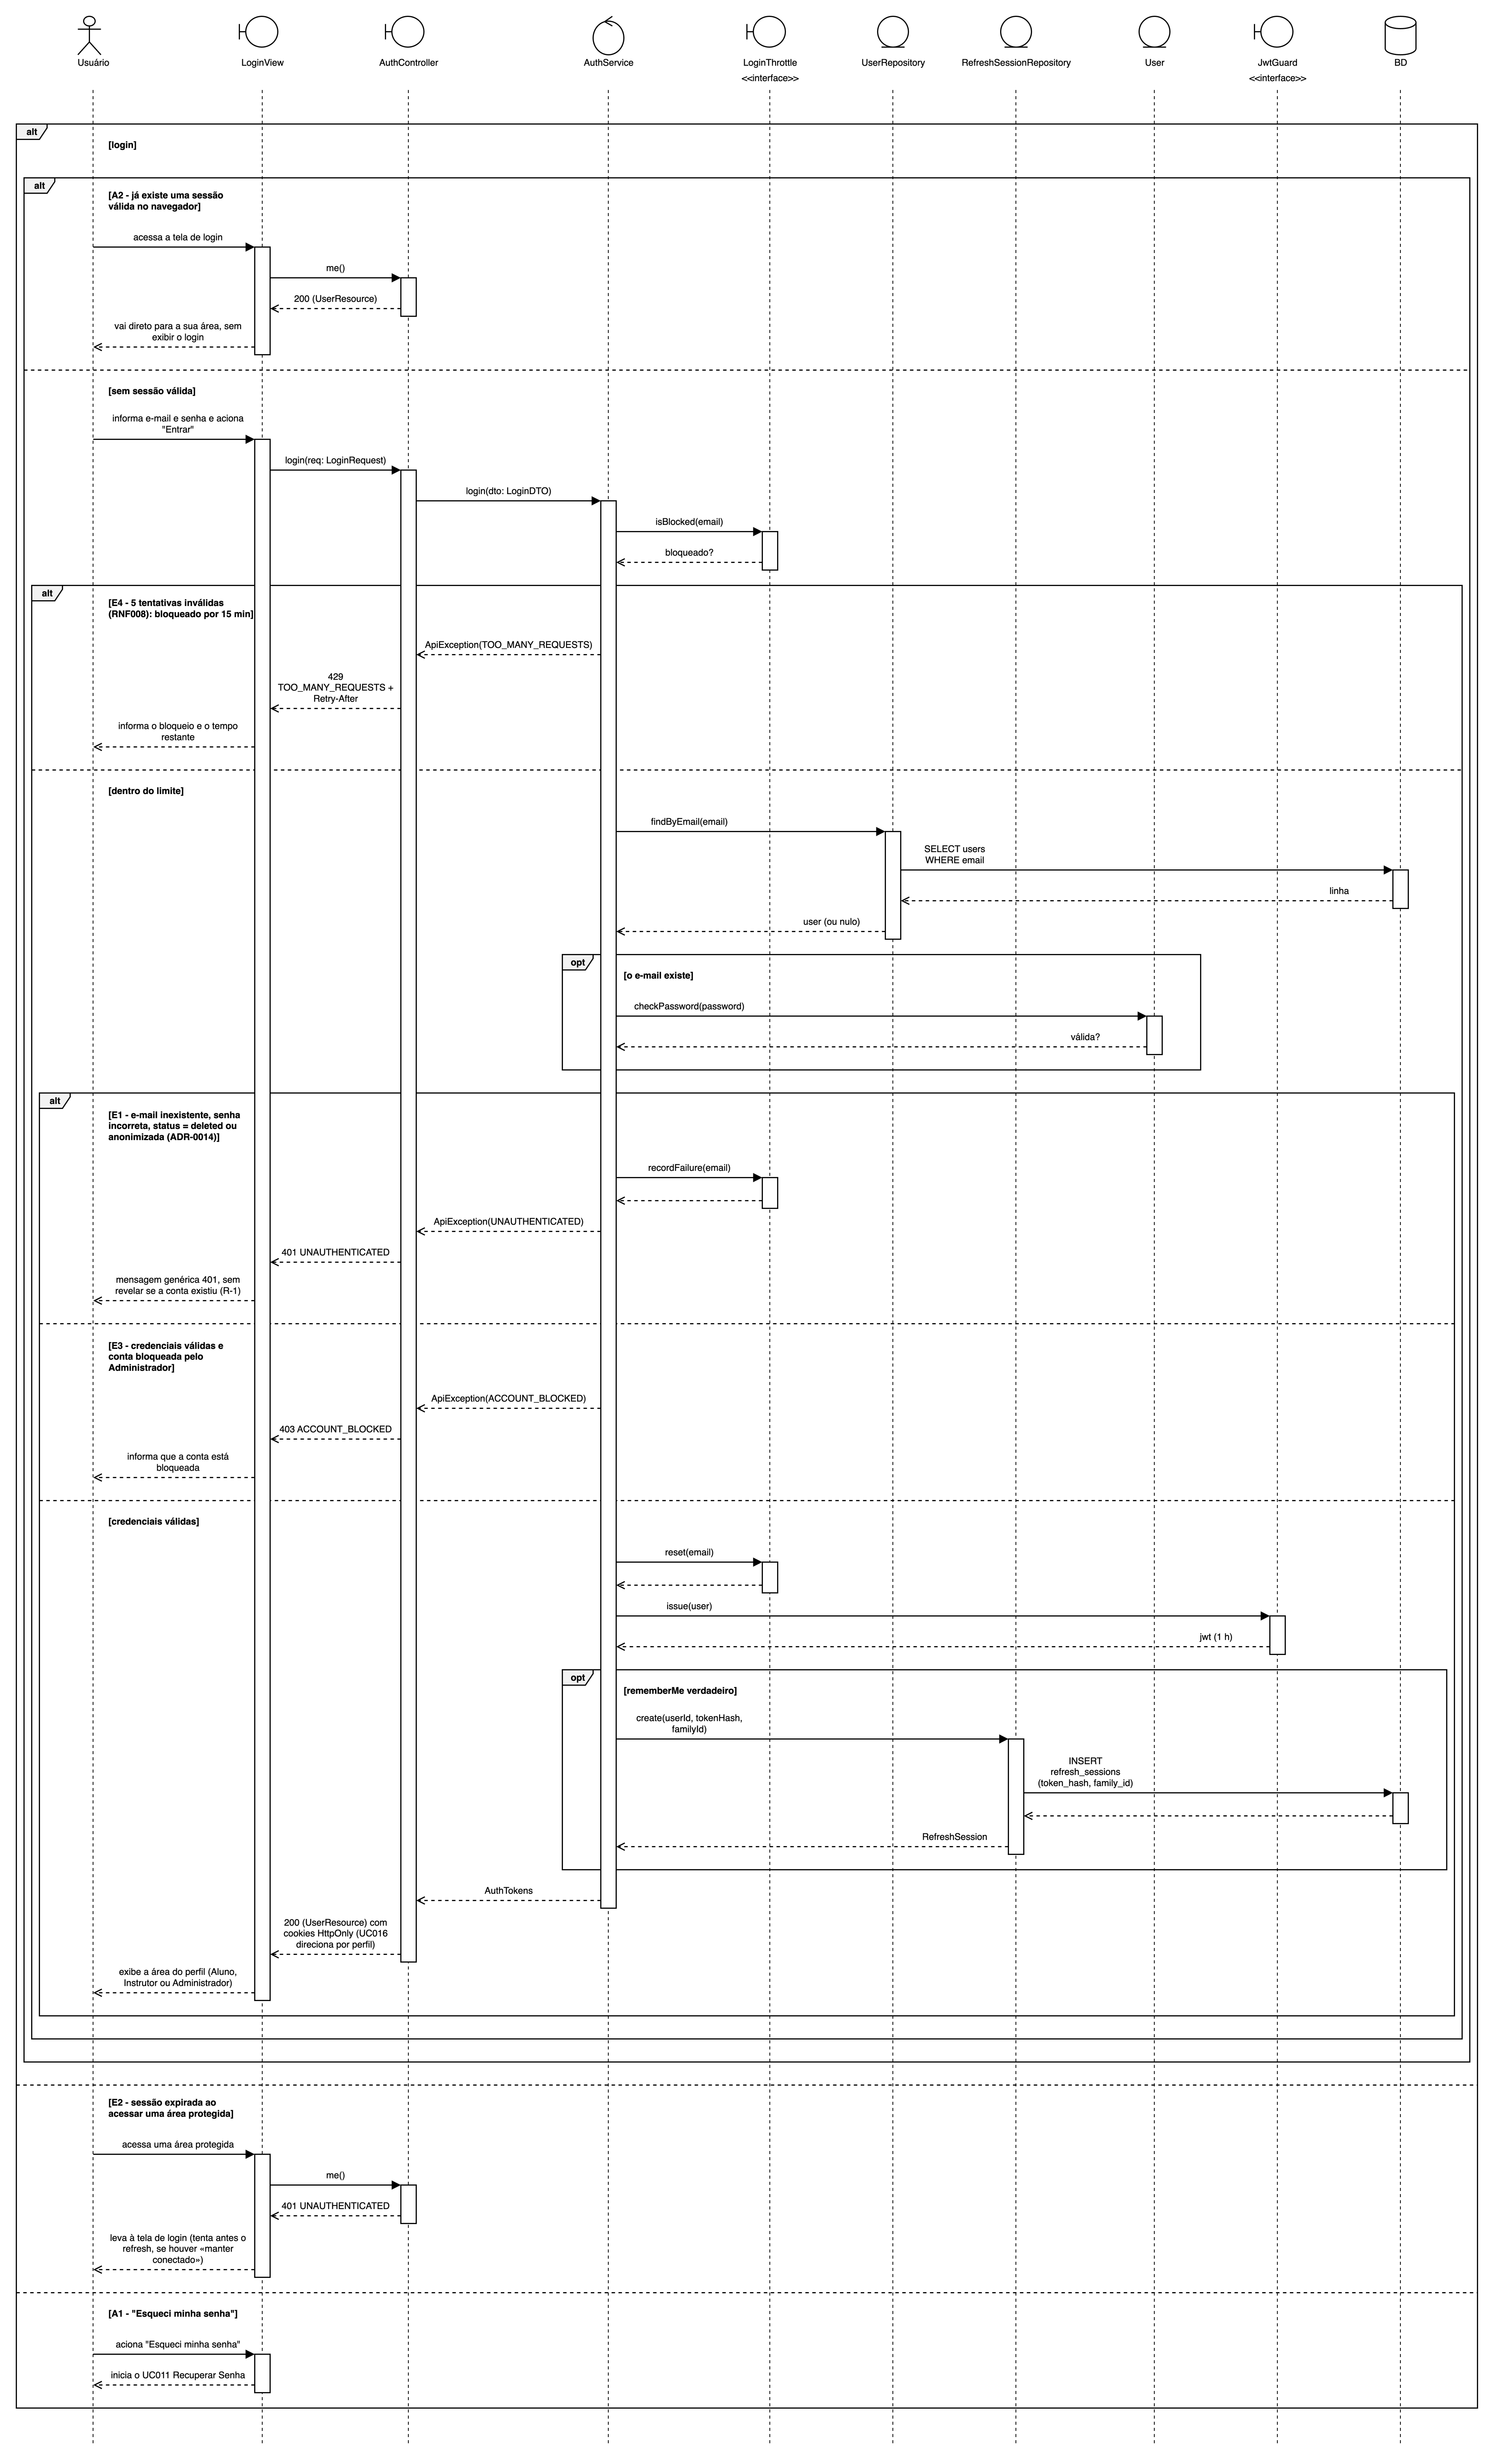 Usuário
LoginView
AuthController
AuthService
LoginThrottle
<<interface>>
UserRepository
RefreshSessionRepository
User
JwtGuard
<<interface>>
BD
alt
[login]
alt
[A2 - já existe uma sessão
válida no navegador]
acessa a tela de login
me()
200 (UserResource)
vai direto para a sua área, sem
exibir o login
[sem sessão válida]
informa e-mail e senha e aciona
"Entrar"
login(req: LoginRequest)
login(dto: LoginDTO)
isBlocked(email)
bloqueado?
alt
[E4 - 5 tentativas inválidas
(RNF008): bloqueado por 15 min]
ApiException(TOO_MANY_REQUESTS)
429
TOO_MANY_REQUESTS +
Retry-After
informa o bloqueio e o tempo
restante
[dentro do limite]
findByEmail(email)
SELECT users
WHERE email
linha
user (ou nulo)
opt
[o e-mail existe]
checkPassword(password)
válida?
alt
[E1 - e-mail inexistente, senha
incorreta, status = deleted ou
anonimizada (ADR-0014)]
recordFailure(email)
ApiException(UNAUTHENTICATED)
401 UNAUTHENTICATED
mensagem genérica 401, sem
revelar se a conta existiu (R-1)
[E3 - credenciais válidas e
conta bloqueada pelo
Administrador]
ApiException(ACCOUNT_BLOCKED)
403 ACCOUNT_BLOCKED
informa que a conta está
bloqueada
[credenciais válidas]
reset(email)
issue(user)
jwt (1 h)
opt
[rememberMe verdadeiro]
create(userId, tokenHash,
familyId)
INSERT
refresh_sessions
(token_hash, family_id)
RefreshSession
AuthTokens
200 (UserResource) com
cookies HttpOnly (UC016
direciona por perfil)
exibe a área do perfil (Aluno,
Instrutor ou Administrador)
[E2 - sessão expirada ao
acessar uma área protegida]
acessa uma área protegida
me()
401 UNAUTHENTICATED
leva à tela de login (tenta antes o
refresh, se houver «manter
conectado»)
[A1 - "Esqueci minha senha"]
aciona "Esqueci minha senha"
inicia o UC011 Recuperar Senha